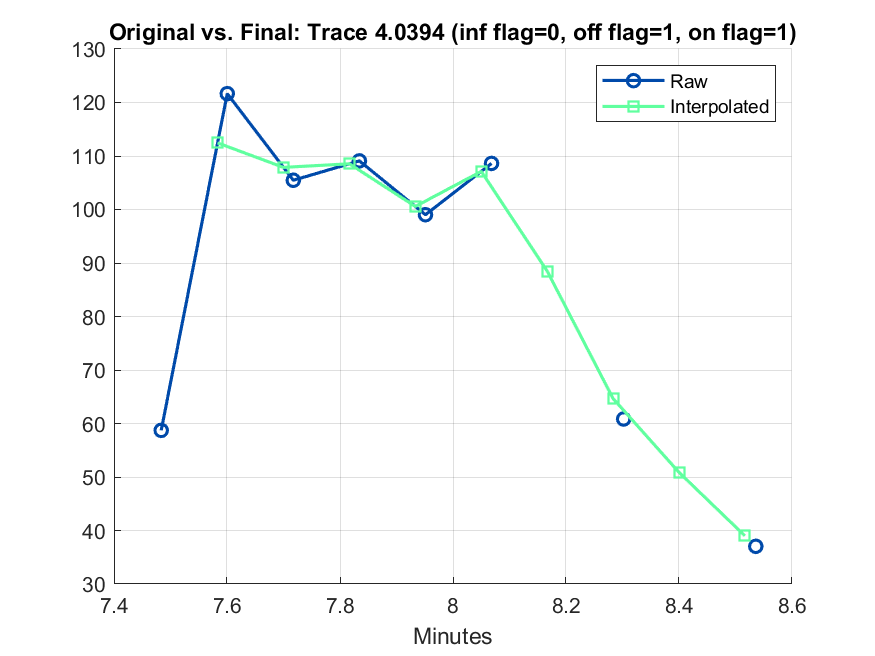 Original vs. Final: Trace 4.0394 (inf flag=0, off flag=1, on flag=1)
130
120
110
100
90
80
70
60
50
40
30
Raw
Interpolated
7.4 7.6 7.8 8 8.2 8.4 8.6
Minutes